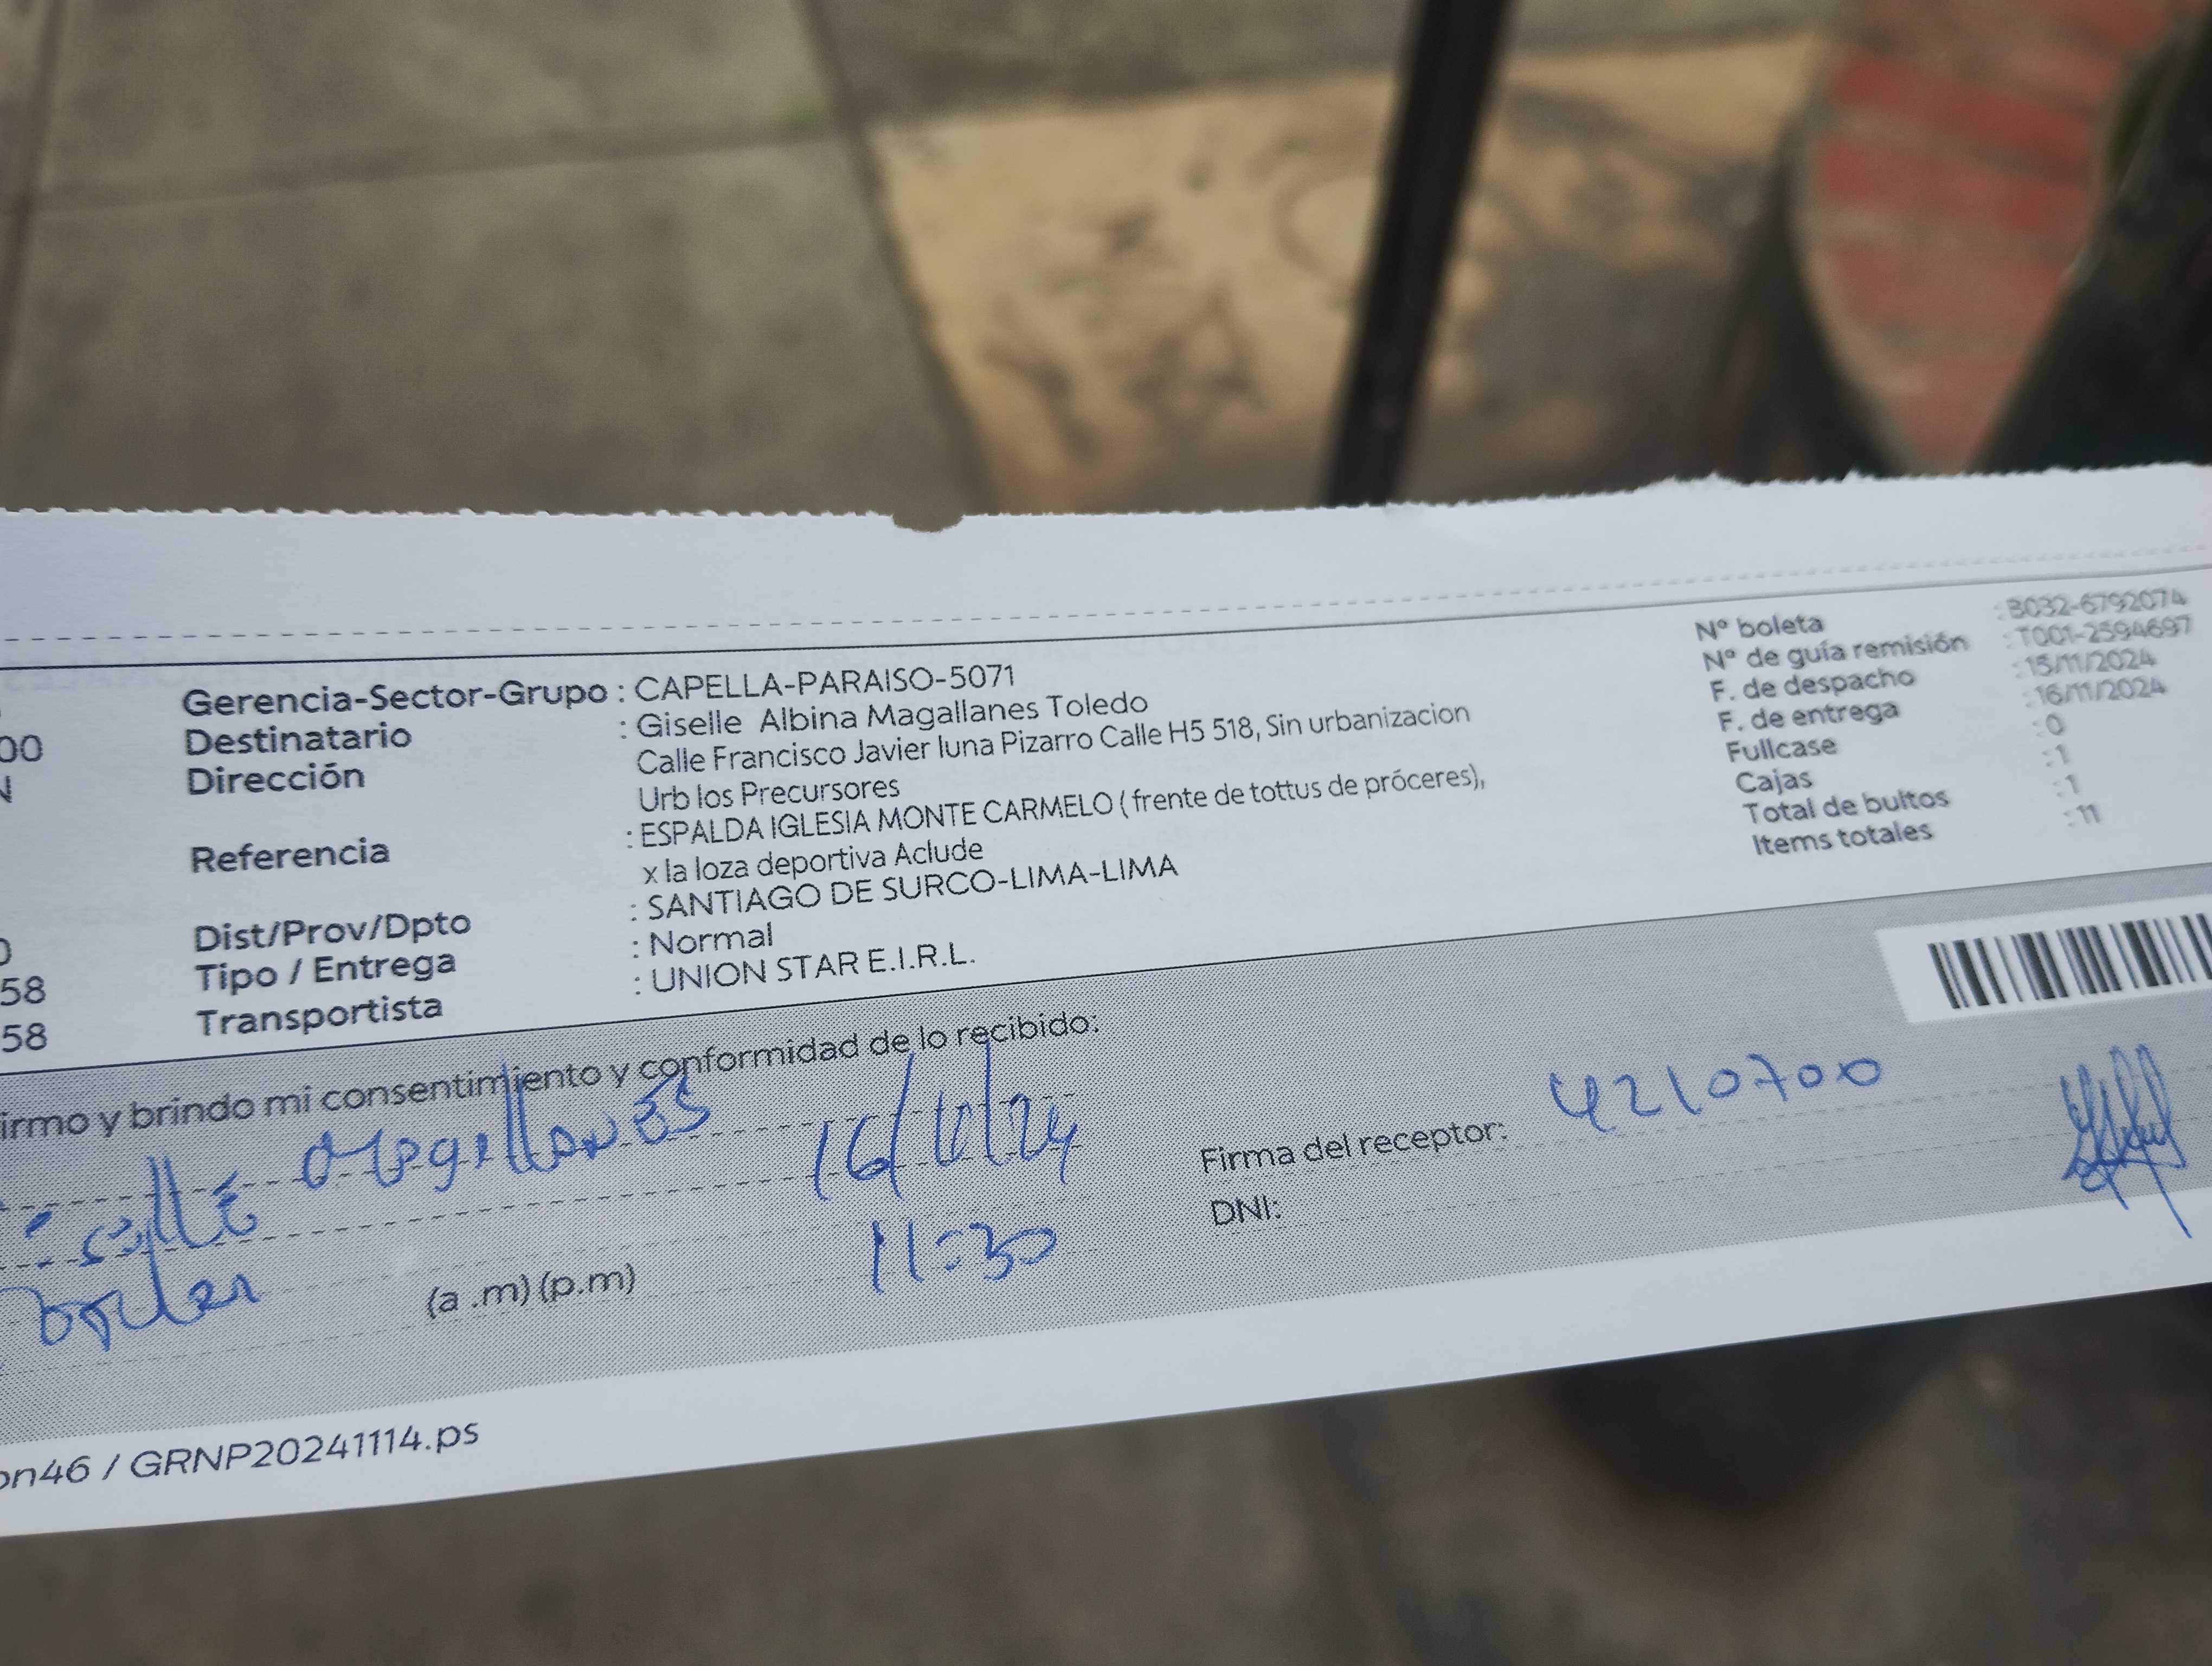 Gerencia-Sector-Grupo : CAPELLA-PARAISO-5071
00 Destinatario : Giselle Albina Magallanes Toledo
N Dirección Calle Francisco Javier luna Pizarro Calle H5 518, Sin urbanizacion
Urb los Precursores
Referencia : ESPALDA IGLESIA MONTE CARMELO ( frente de tottus de próceres),
x la loza deportiva Aclude
Dist/Prov/Dpto : SANTIAGO DE SURCO-LIMA-LIMA
58 Tipo / Entrega : Normal
58 Transportista : UNION STAR E.I.R.L.
Nº boleta : B032-6792074
Nº de guía remisión : T001-2594697
F. de despacho : 15/11/2024
F. de entrega : 16/11/2024
Fullcase : 0
Cajas : 1
Total de bultos : 1
Items totales : 11
irmo y brindo mi consentimiento y conformidad de lo recibido:
Magallanes 16/11/24
Firma del receptor: 4210700
(a .m) (p.m) 11:30
DNI:
on46 / GRNP20241114.ps